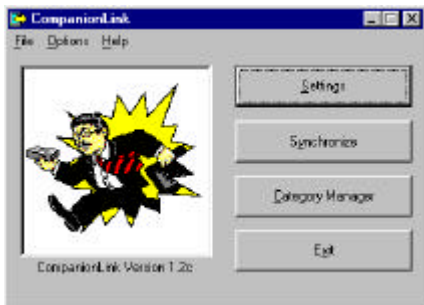 CompanionLink
File Options Help
Settings
Synchronize
Category Manager
Exit
CompanionLink Version 1.2c